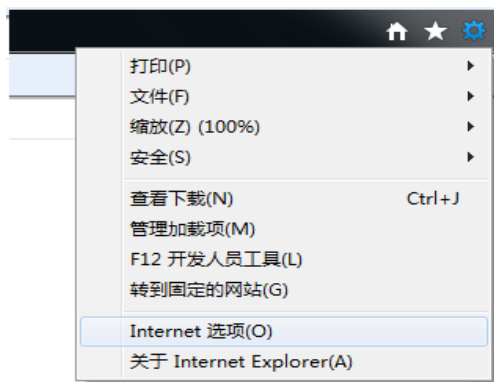 打印(P)
文件(F)
缩放(Z) (100%)
安全(S)
查看下载(N) Ctrl+J
管理加载项(M)
F12 开发人员工具(L)
转到固定的网站(G)
Internet 选项(O)
关于 Internet Explorer(A)